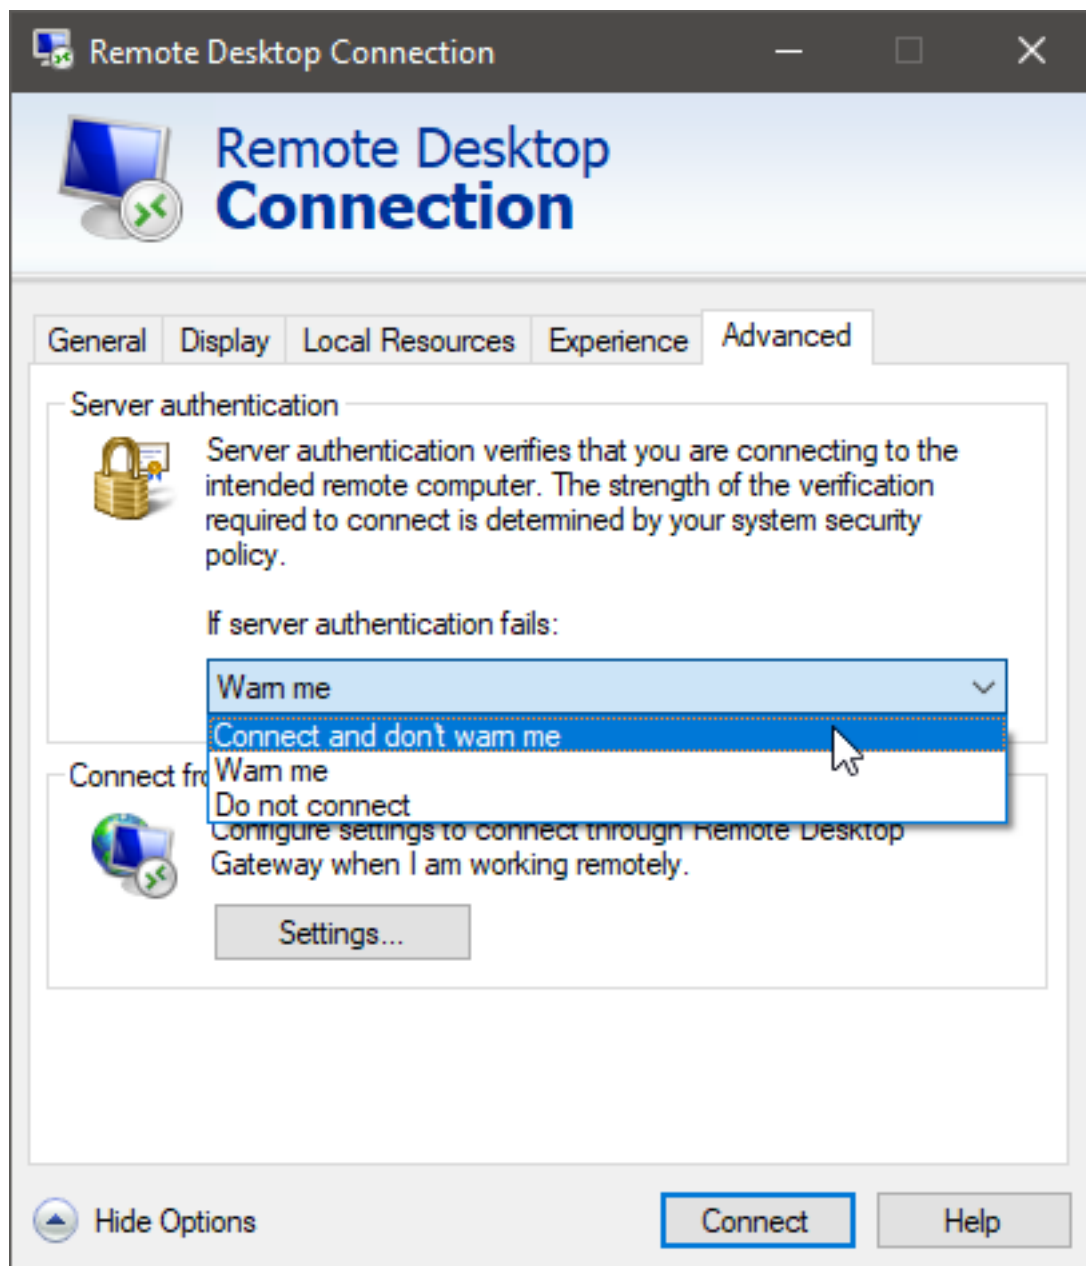 Remote Desktop Connection
Remote Desktop
Connection
General
Display
Local Resources
Experience
Advanced
Server authentication
Server authentication verifies that you are connecting to the
intended remote computer. The strength of the verification
required to connect is determined by your system security
policy.
If server authentication fails:
Warn me
Connect and don't warn me
Warn me
Do not connect
Connect
Configure settings to connect through Remote Desktop
Gateway when I am working remotely.
Settings...
Hide Options
Connect
Help